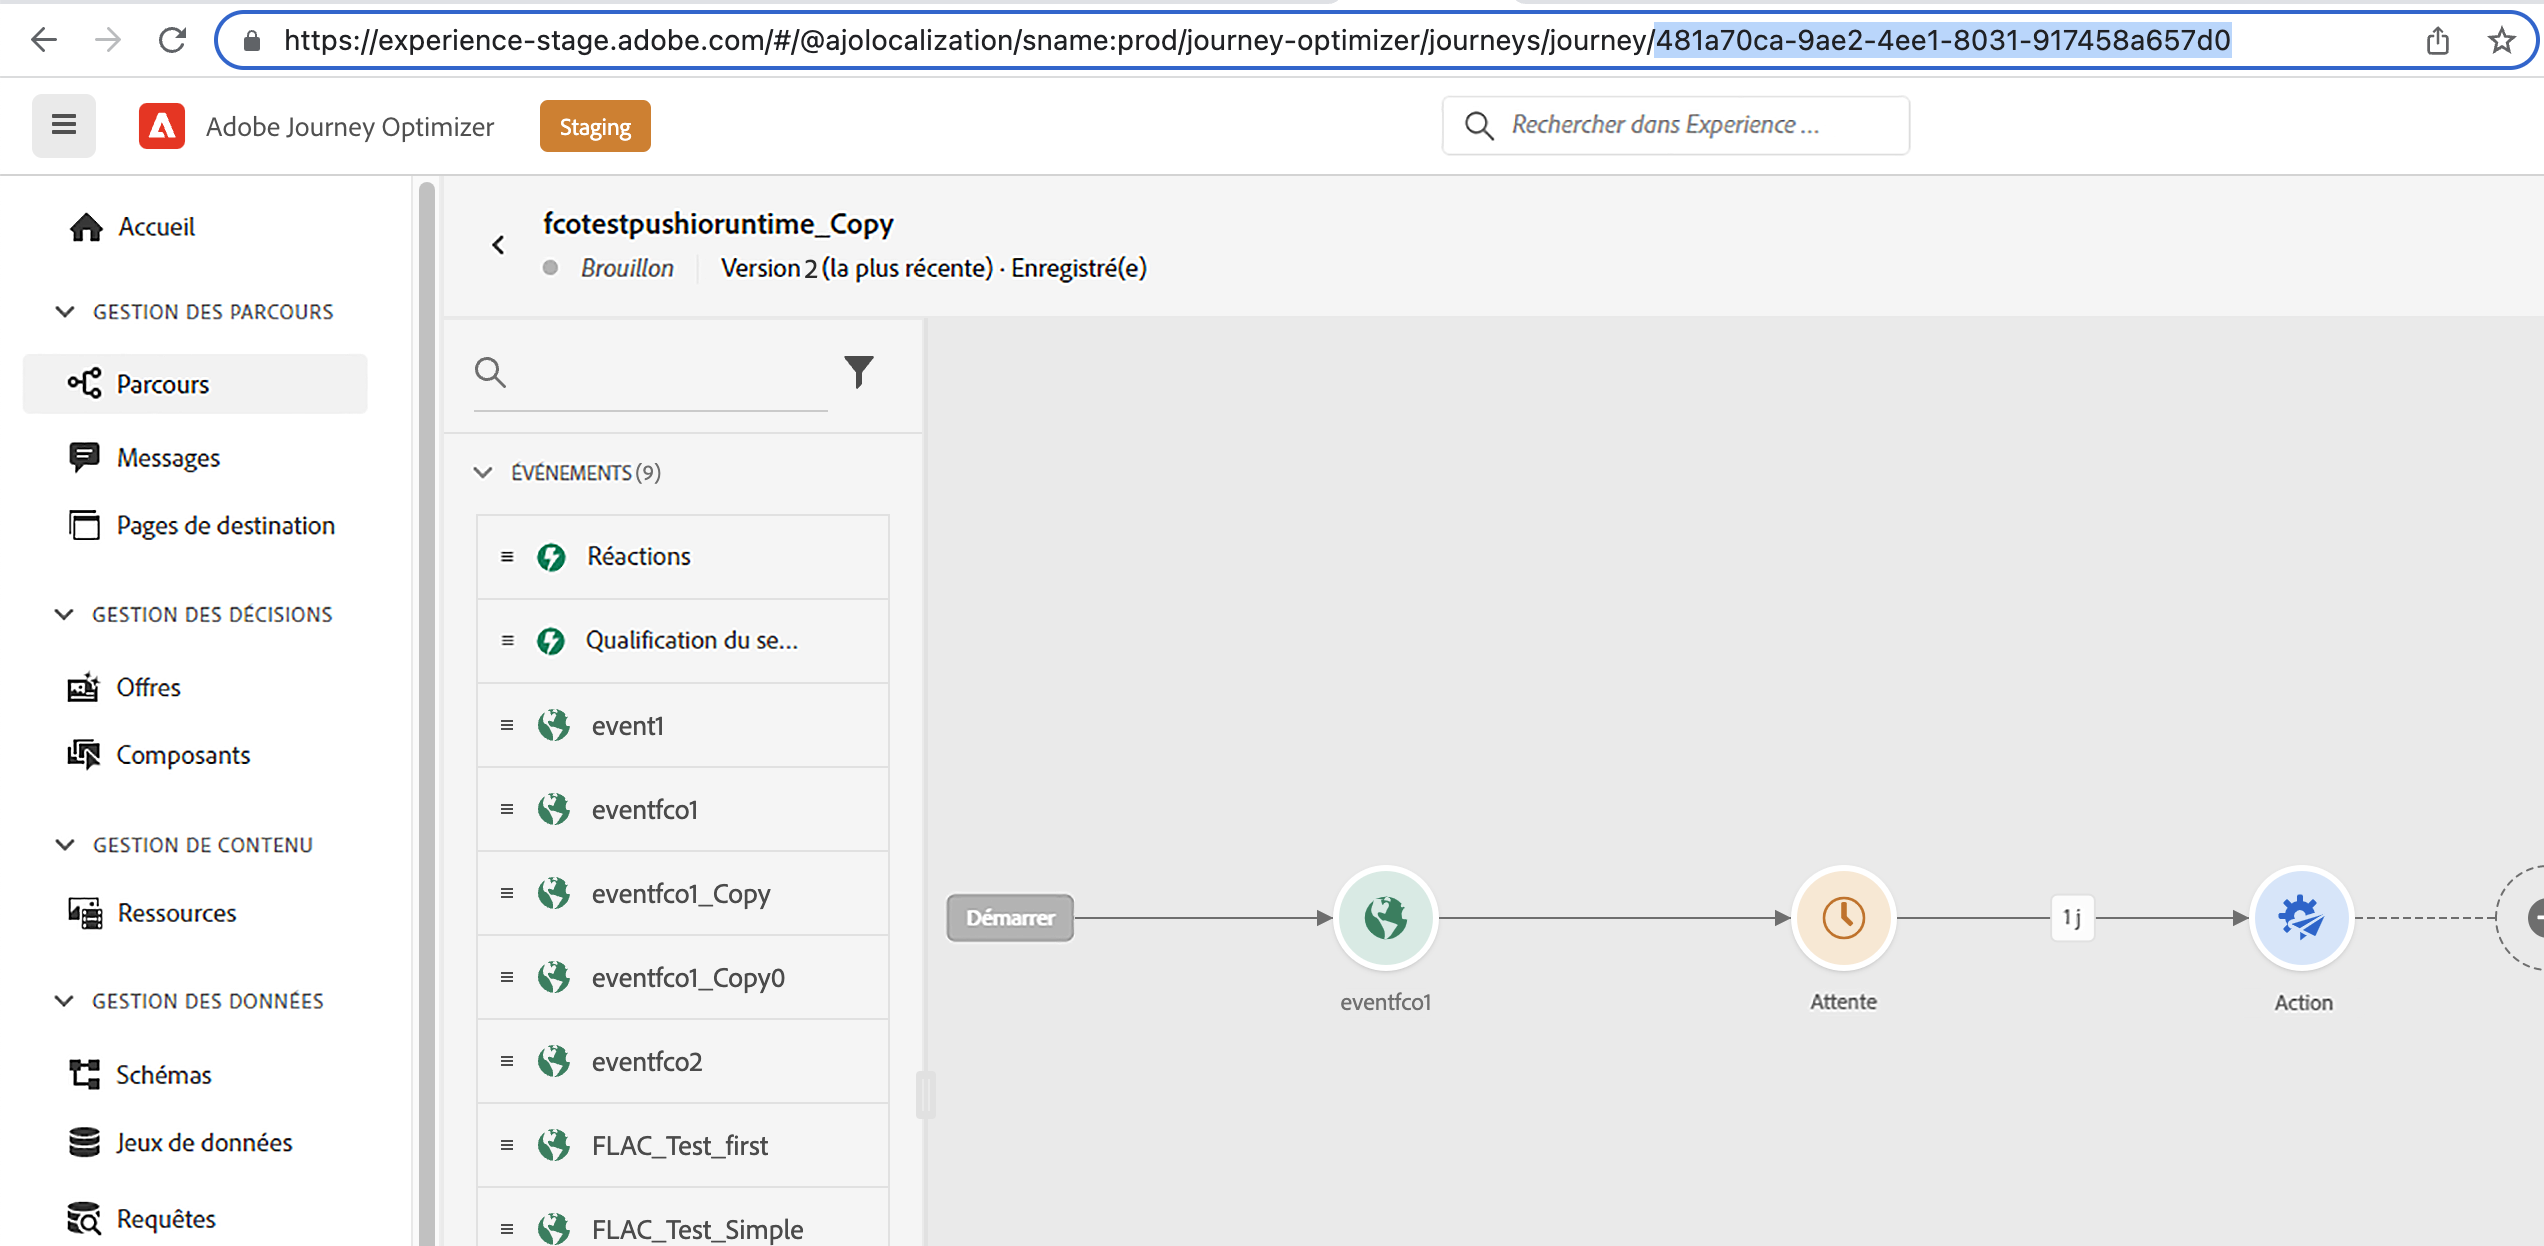 https://experience-stage.adobe.com/#/@ajolocalization/sname:prod/journey-optimizer/journeys/journey/481a70ca-9ae2-4ee1-8031-917458a657d0
Adobe Journey Optimizer
Staging
Rechercher dans Experience ...
Accueil
GESTION DES PARCOURS
Parcours
Messages
Pages de destination
GESTION DES DÉCISIONS
Offres
Composants
GESTION DE CONTENU
Ressources
GESTION DES DONNÉES
Schémas
Jeux de données
Requêtes
fcotestpushioruntime_Copy
Brouillon
Version 2 (la plus récente) · Enregistré(e)
ÉVÉNEMENTS (9)
Réactions
Qualification du se...
event1
eventfco1
eventfco1_Copy
eventfco1_Copy0
eventfco2
FLAC_Test_first
FLAC_Test_Simple
Démarrer
eventfco1
Attente
1 j
Action